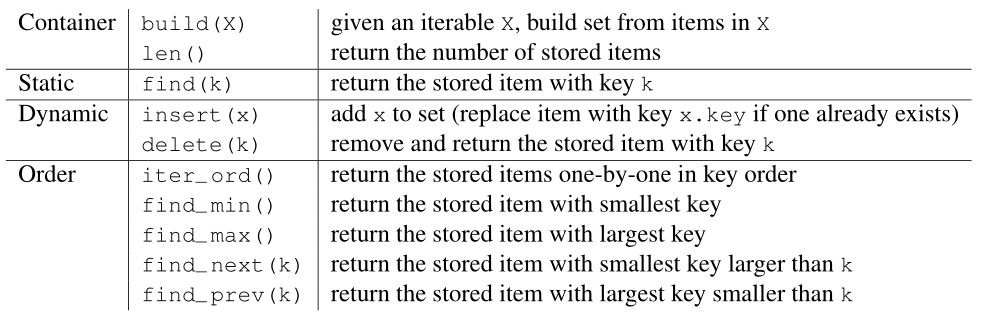 Container build(X) given an iterable X, build set from items in X
len() return the number of stored items
Static find(k) return the stored item with key k
Dynamic insert(x) add x to set (replace item with key x.key if one already exists)
delete(k) remove and return the stored item with key k
Order iter_ord() return the stored items one-by-one in key order
find_min() return the stored item with smallest key
find_max() return the stored item with largest key
find_next(k) return the stored item with smallest key larger than k
find_prev(k) return the stored item with largest key smaller than k